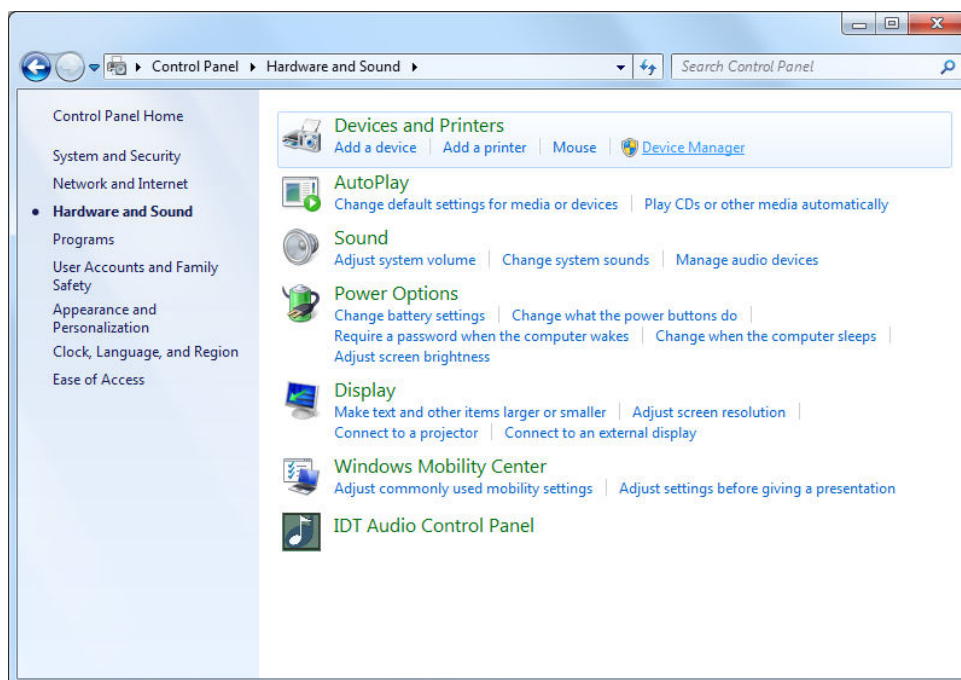 Control Panel Hardware and Sound Search Control Panel
Control Panel Home
System and Security
Network and Internet
Hardware and Sound
Programs
User Accounts and Family
Safety
Appearance and
Personalization
Clock, Language, and Region
Ease of Access
Devices and Printers
Add a device Add a printer Mouse Device Manager
AutoPlay
Change default settings for media or devices Play CDs or other media automatically
Sound
Adjust system volume Change system sounds Manage audio devices
Power Options
Change battery settings Change what the power buttons do
Require a password when the computer wakes Change when the computer sleeps
Adjust screen brightness
Display
Make text and other items larger or smaller Adjust screen resolution
Connect to a projector Connect to an external display
Windows Mobility Center
Adjust commonly used mobility settings Adjust settings before giving a presentation
IDT Audio Control Panel